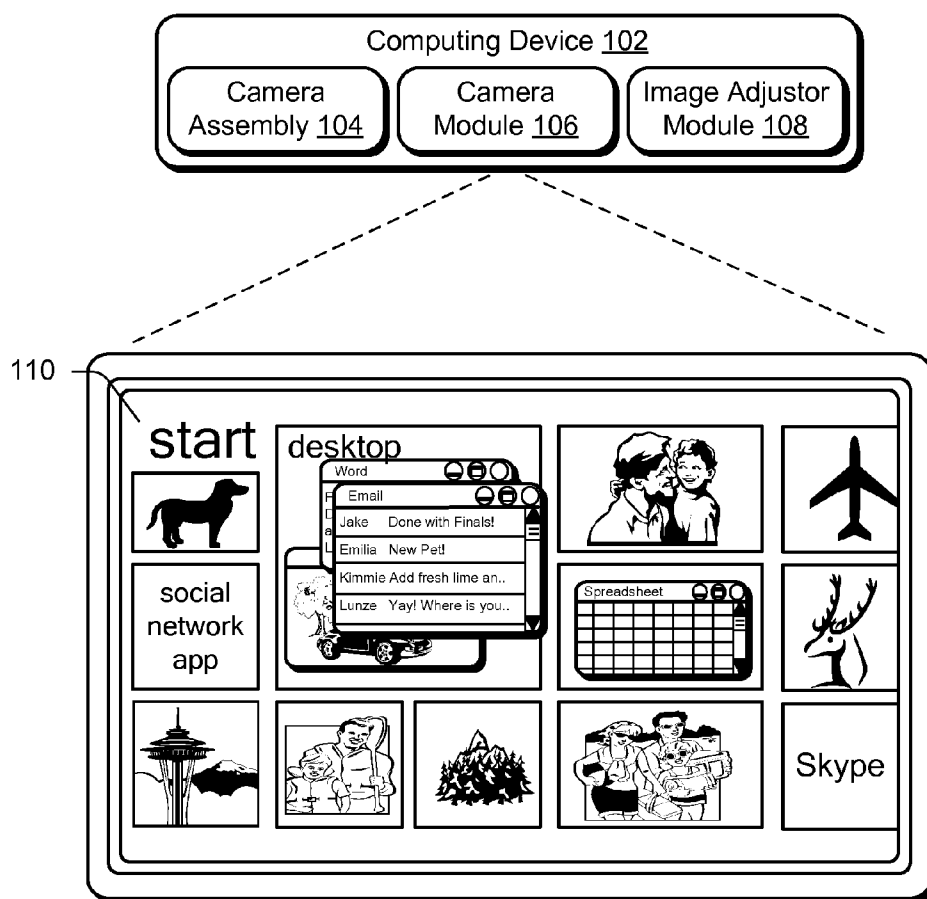 Computing Device 102
Camera
Assembly 104
Camera
Module 106
Image Adjustor
Module 108
110
start
desktop
Word
Email
Jake Done with Finals!
Emilia New Pet!
Kimmie Add fresh lime an..
Lunze Yay! Where is you..
social
network
app
Spreadsheet
Skype